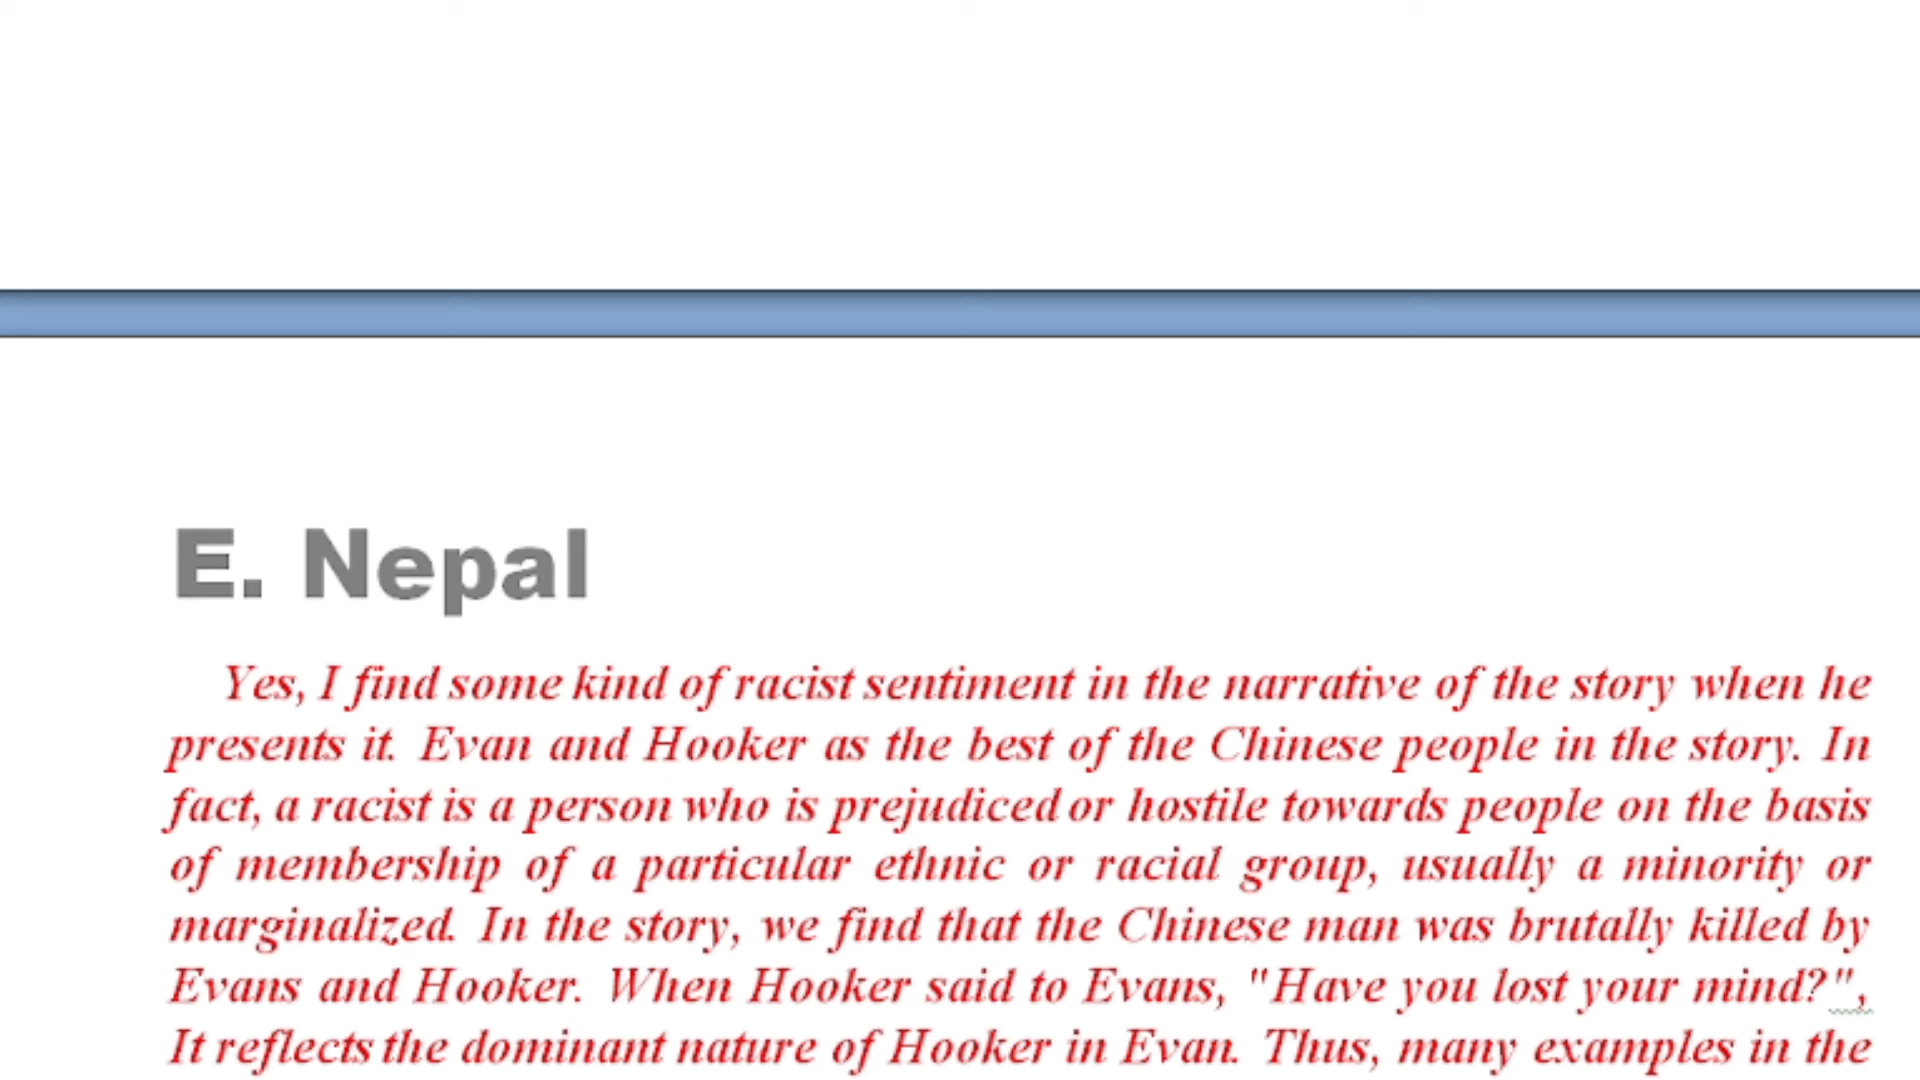 E. Nepal
Yes, I find some kind of racist sentiment in the narrative of the story when he
presents it. Evan and Hooker as the best of the Chinese people in the story. In
fact, a racist is a person who is prejudiced or hostile towards people on the basis
of membership of a particular ethnic or racial group, usually a minority or
marginalized. In the story, we find that the Chinese man was brutally killed by
Evans and Hooker. When Hooker said to Evans, "Have you lost your mind?",
It reflects the dominant nature of Hooker in Evan. Thus, many examples in the